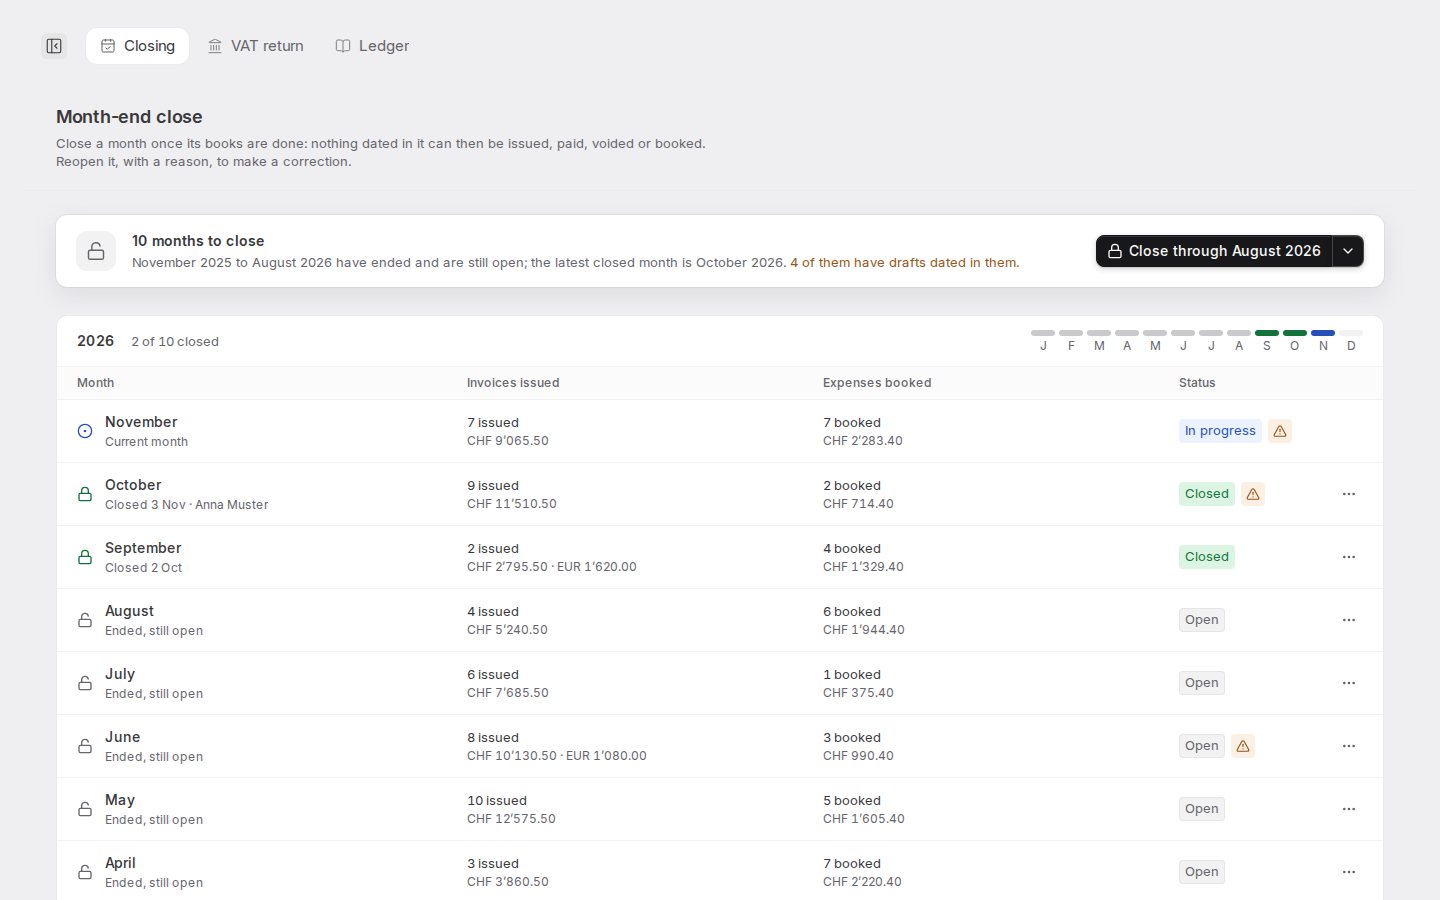 Closing
VAT return
Ledger
Month-end close
Close a month once its books are done: nothing dated in it can then be issued, paid, voided or booked.
Reopen it, with a reason, to make a correction.
10 months to close
November 2025 to August 2026 have ended and are still open; the latest closed month is October 2026. 4 of them have drafts dated in them.
Close through August 2026
2026 2 of 10 closed
J F M A M J J A S O N D
Month Invoices issued Expenses booked Status
November 7 issued 7 booked
Current month CHF 9’065.50 CHF 2’283.40 In progress
October 9 issued 2 booked
Closed 3 Nov · Anna Muster CHF 11’510.50 CHF 714.40 Closed
September 2 issued 4 booked
Closed 2 Oct CHF 2’795.50 · EUR 1’620.00 CHF 1’329.40 Closed
August 4 issued 6 booked
Ended, still open CHF 5’240.50 CHF 1’944.40 Open
July 6 issued 1 booked
Ended, still open CHF 7’685.50 CHF 375.40 Open
June 8 issued 3 booked
Ended, still open CHF 10’130.50 · EUR 1’080.00 CHF 990.40 Open
May 10 issued 5 booked
Ended, still open CHF 12’575.50 CHF 1’605.40 Open
April 3 issued 7 booked
Ended, still open CHF 3’860.50 CHF 2’220.40 Open